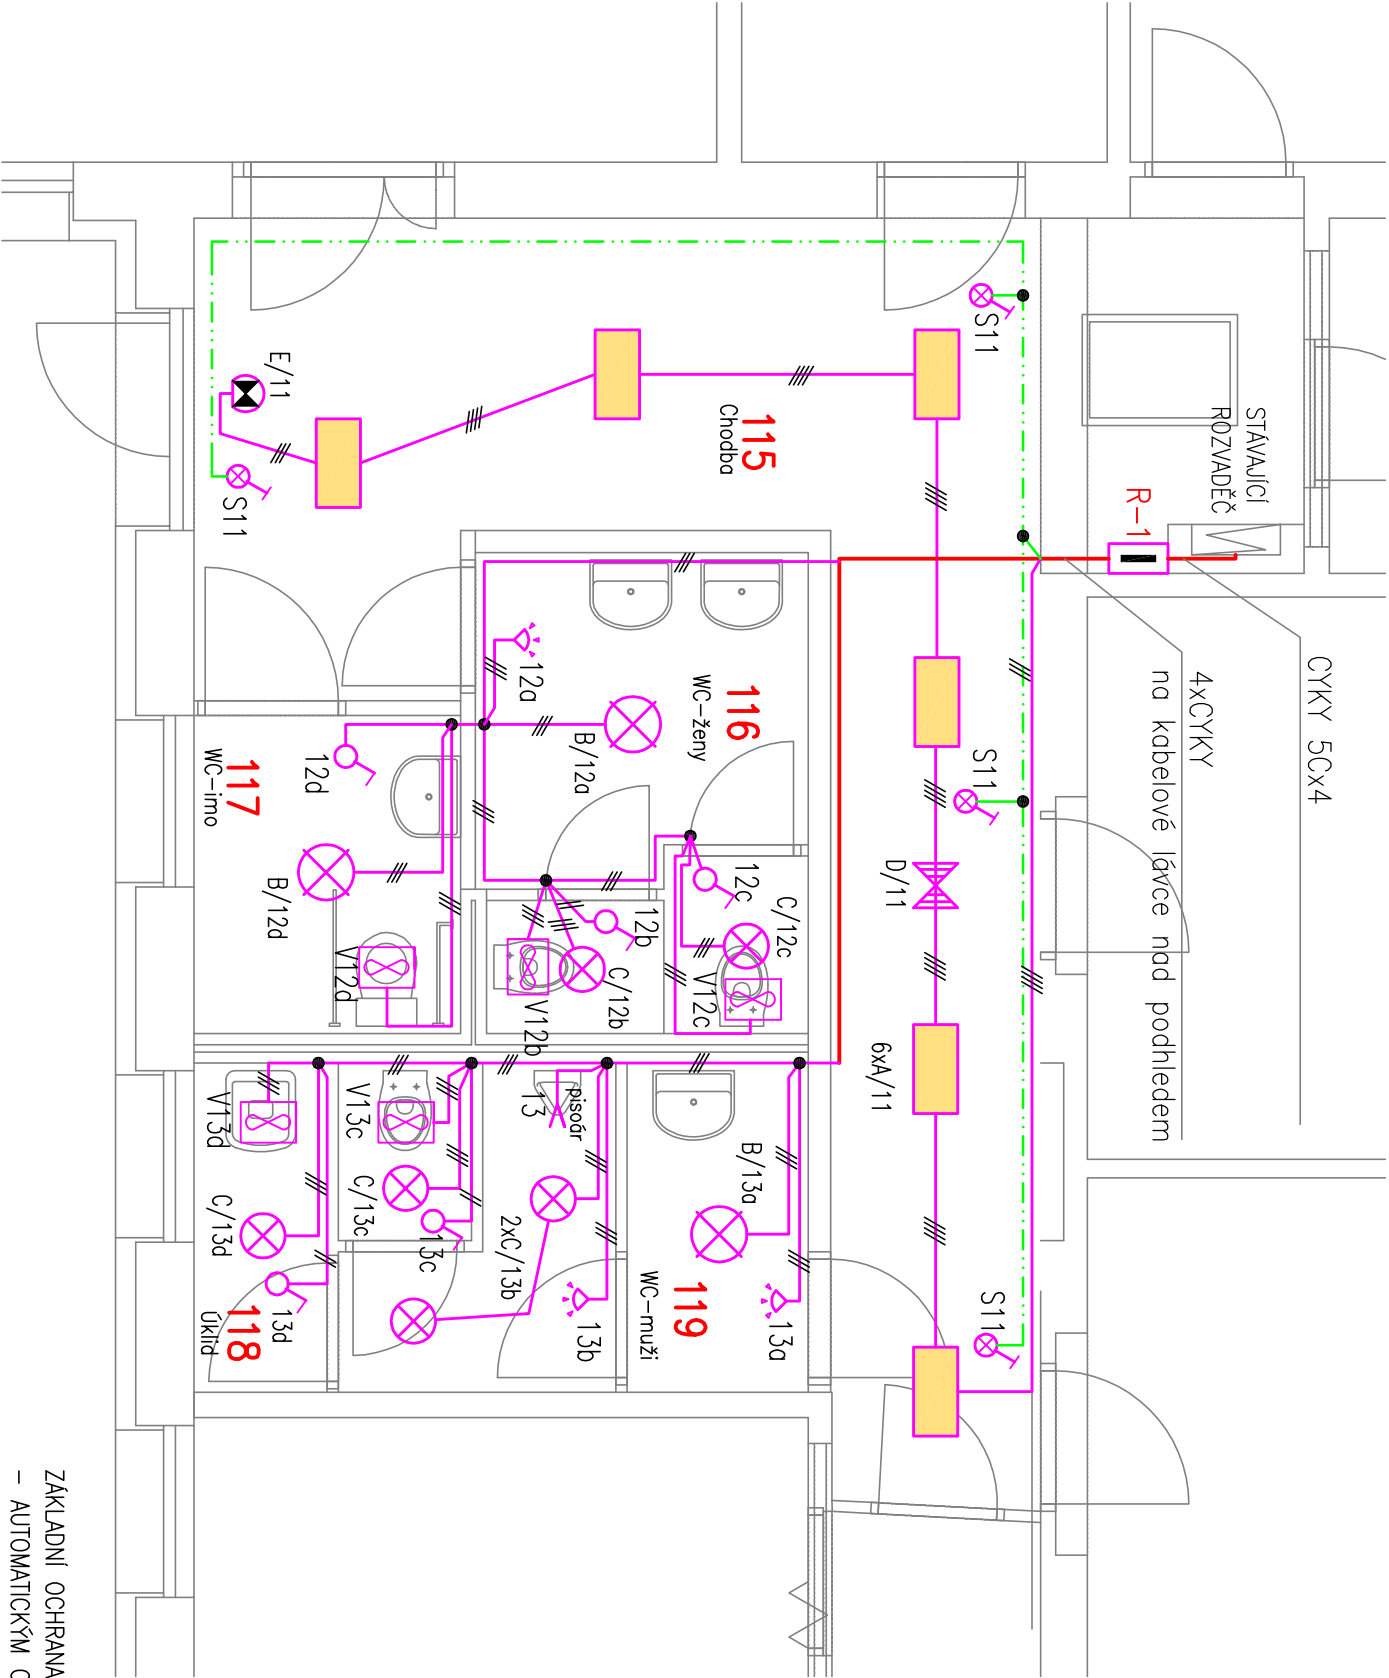 STÁVAJÍCÍ
ROZVADĚČ
R-1
CYKY 5Cx4
4xCYKY
na kabelové lávce nad podhledem
S11
S11
S11
S11
115
Chodba
E/11
D/11
6xA/11
116
WC-ženy
12a
B/12a
12c
C/12c
V12c
12b
C/12b
V12b
117
WC-imo
12d
B/12d
V12d
119
WC-muži
B/13a
13a
pisoár
13
2xC/13b
13b
V13c
C/13c
13c
V13d
C/13d
13d
118
Úklid
ZÁKLADNÍ OCHRANA
- AUTOMATICKÝM